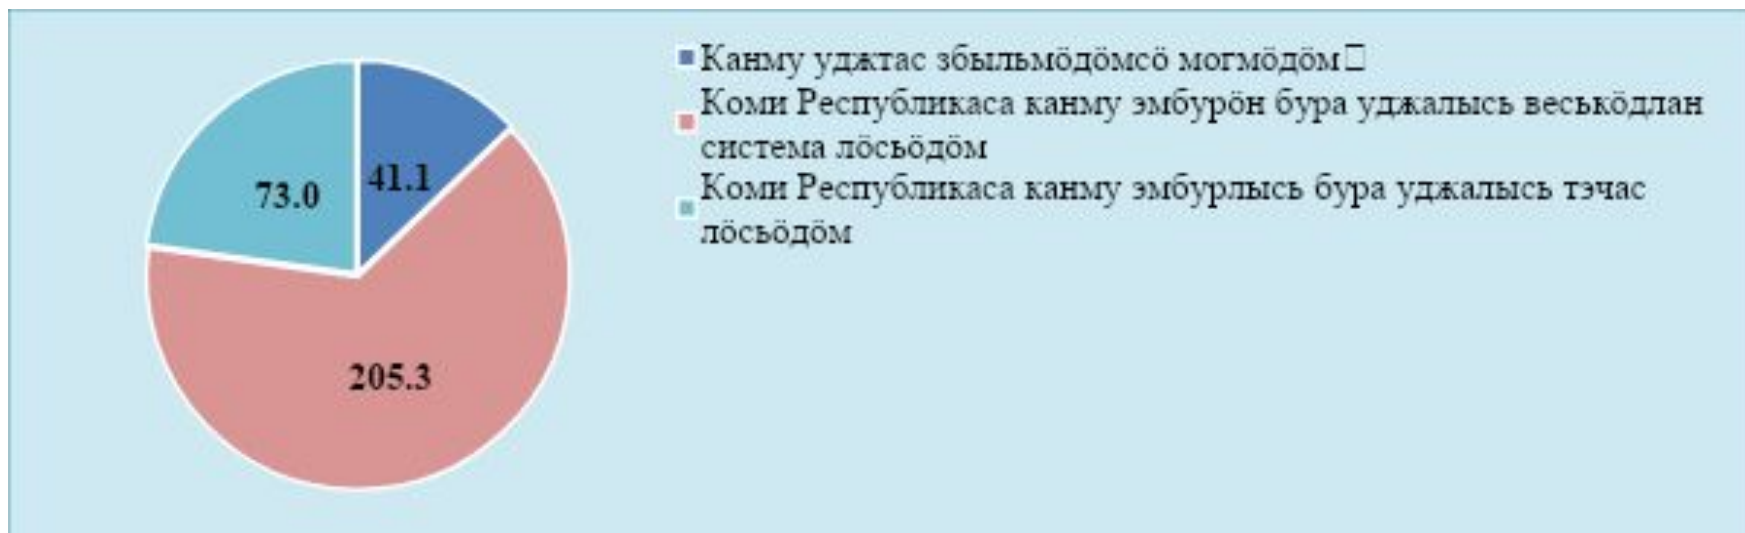 Канму уджтас збыльмӧдӧмсӧ могмӧдӧм
Коми Республикаса канму эмбурӧн бура уджалысь веськӧдлан
система лӧсьӧдӧм
Коми Республикаса канму эмбурлысь бура уджалысь тэчас
лӧсьӧдӧм
41.1
73.0
205.3